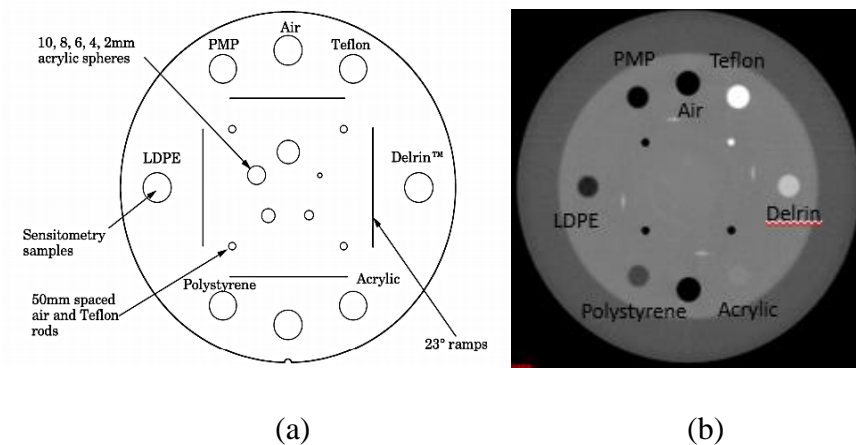 Air
PMP
Teflon
10, 8, 6, 4, 2mm
acrylic spheres
LDPE
Delrin™
Sensitometry
samples
Polystyrene
Acrylic
50mm spaced
air and Teflon
rods
23° ramps
(a)
PMP
Teflon
Air
LDPE
Delrin
Polystyrene
Acrylic
(b)